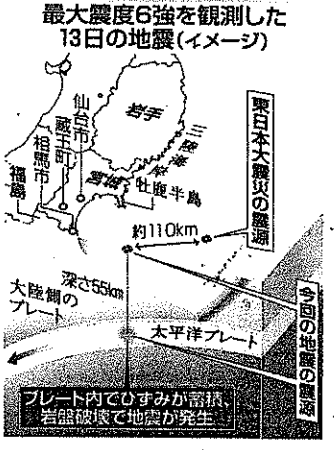 最大震度6強を観測した
13日の地震(イメージ)
岩手
三陸海岸
仙台市
蔵王町
相馬市
福島
宮城
牡鹿半島
東日本大震災の震源
約110km
深さ55km
大陸側の
プレート
太平洋プレート
今回の地震の震源
プレート内でひずみが蓄積、
岩盤破壊で地震が発生